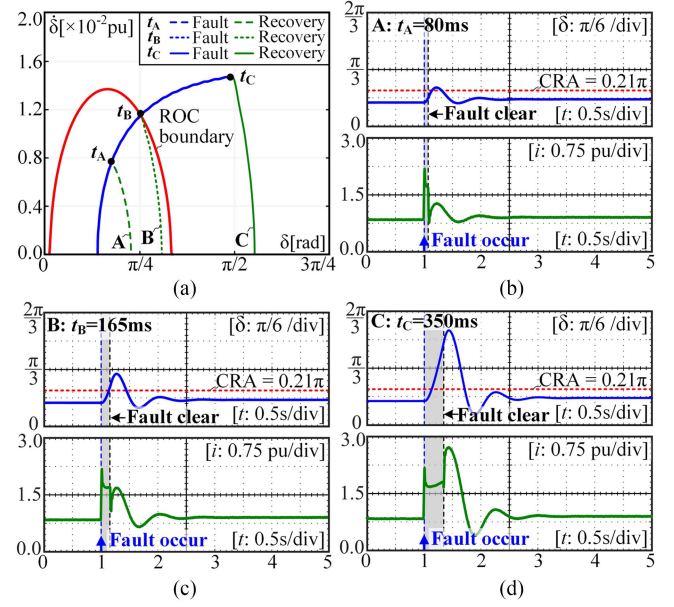 δ̇[×10⁻²pu]
2.0
1.6
1.2
0.8
0.4
0.0
t_A Fault Recovery
t_B Fault Recovery
t_C Fault Recovery
t_C
t_B
ROC
boundary
t_A
A B C δ[rad]
0 π/4 π/2 3π/4
(a)
2π/3
A: t_A=80ms [δ: π/6 /div]
π/3
CRA = 0.21π
Fault clear
0 [t: 0.5s/div]
3.0
[i: 0.75 pu/div]
1.5
Fault occur
0.0 [t: 0.5s/div]
0 1 2 3 4 5
(b)
2π/3
B: t_B=165ms [δ: π/6 /div]
π/3
CRA = 0.21π
Fault clear
0 [t: 0.5s/div]
3.0
[i: 0.75 pu/div]
1.5
Fault occur
0.0 [t: 0.5s/div]
0 1 2 3 4 5
(c)
2π/3
C: t_C=350ms [δ: π/6 /div]
π/3
CRA = 0.21π
Fault clear
0 [t: 0.5s/div]
3.0
[i: 0.75 pu/div]
1.5
Fault occur
0.0 [t: 0.5s/div]
0 1 2 3 4 5
(d)